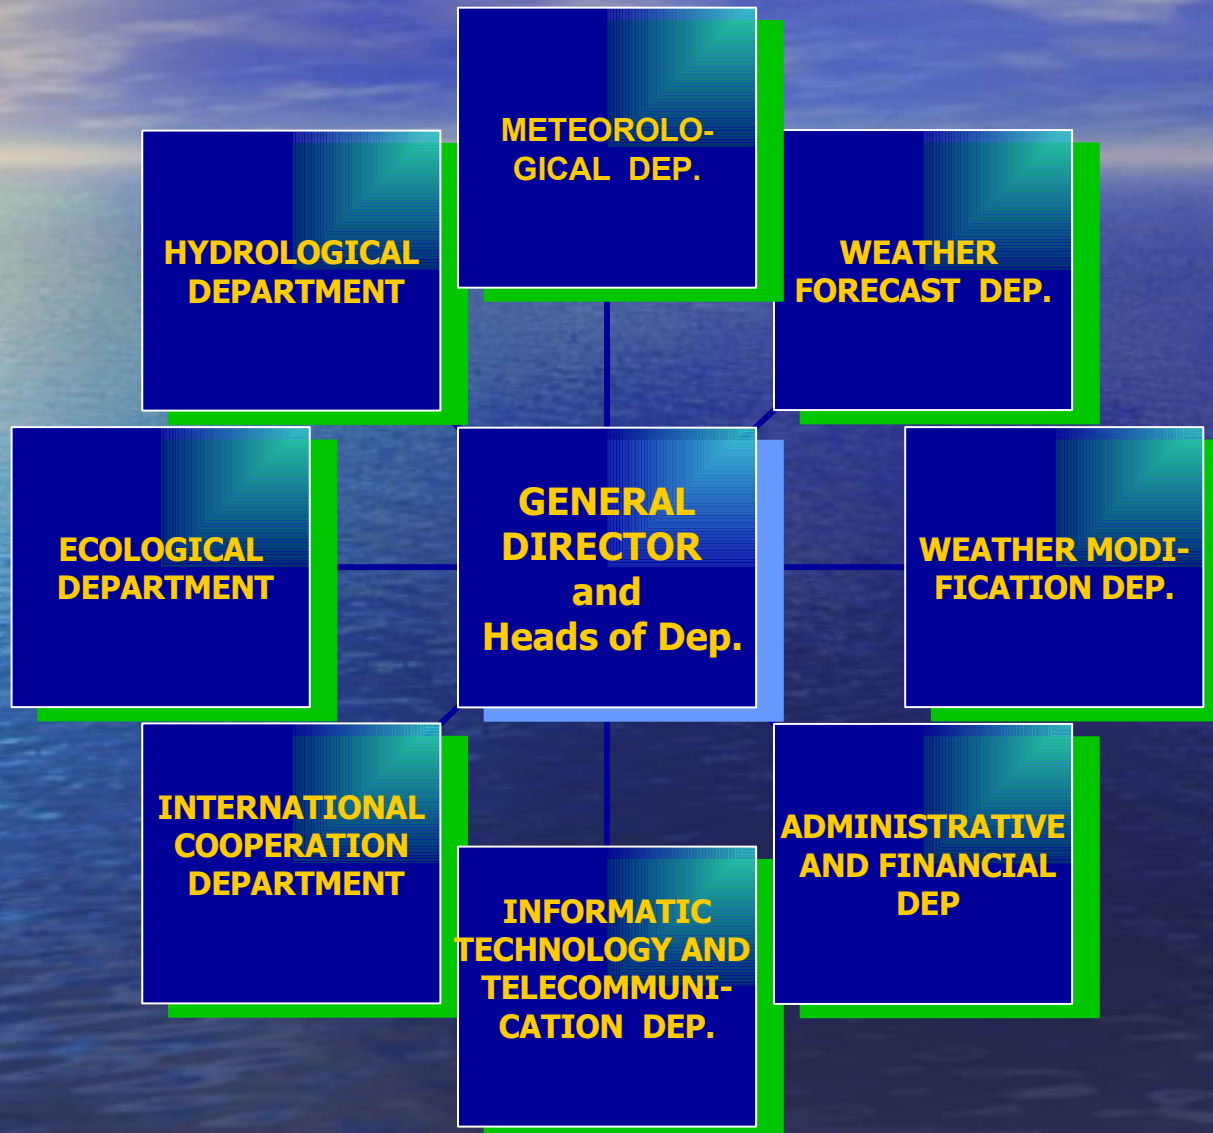 METEOROLO-
GICAL DEP.
HYDROLOGICAL
DEPARTMENT
WEATHER
FORECAST DEP.
ECOLOGICAL
DEPARTMENT
GENERAL
DIRECTOR
and
Heads of Dep.
WEATHER MODI-
FICATION DEP.
INTERNATIONAL
COOPERATION
DEPARTMENT
INFORMATIC
TECHNOLOGY AND
TELECOMMUNI-
CATION DEP.
ADMINISTRATIVE
AND FINANCIAL
DEP